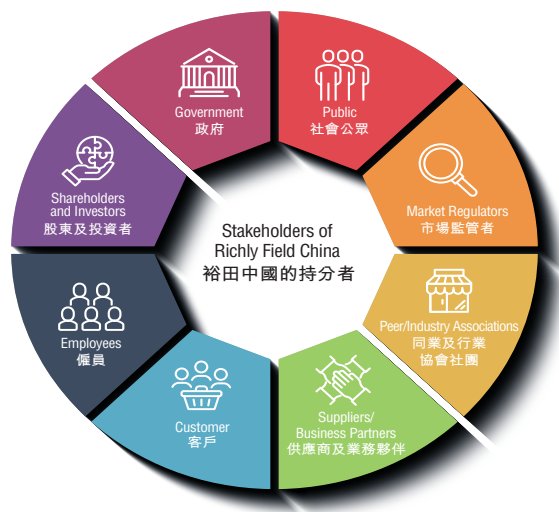 Government
政府
Public
社會公眾
Shareholders
and Investors
股東及投資者
Market Regulators
市場監管者
Stakeholders of
Richly Field China
裕田中國的持分者
Employees
僱員
Peer/Industry Associations
同業及行業
協會社團
Customer
客戶
Suppliers/
Business Partners
供應商及業務夥伴